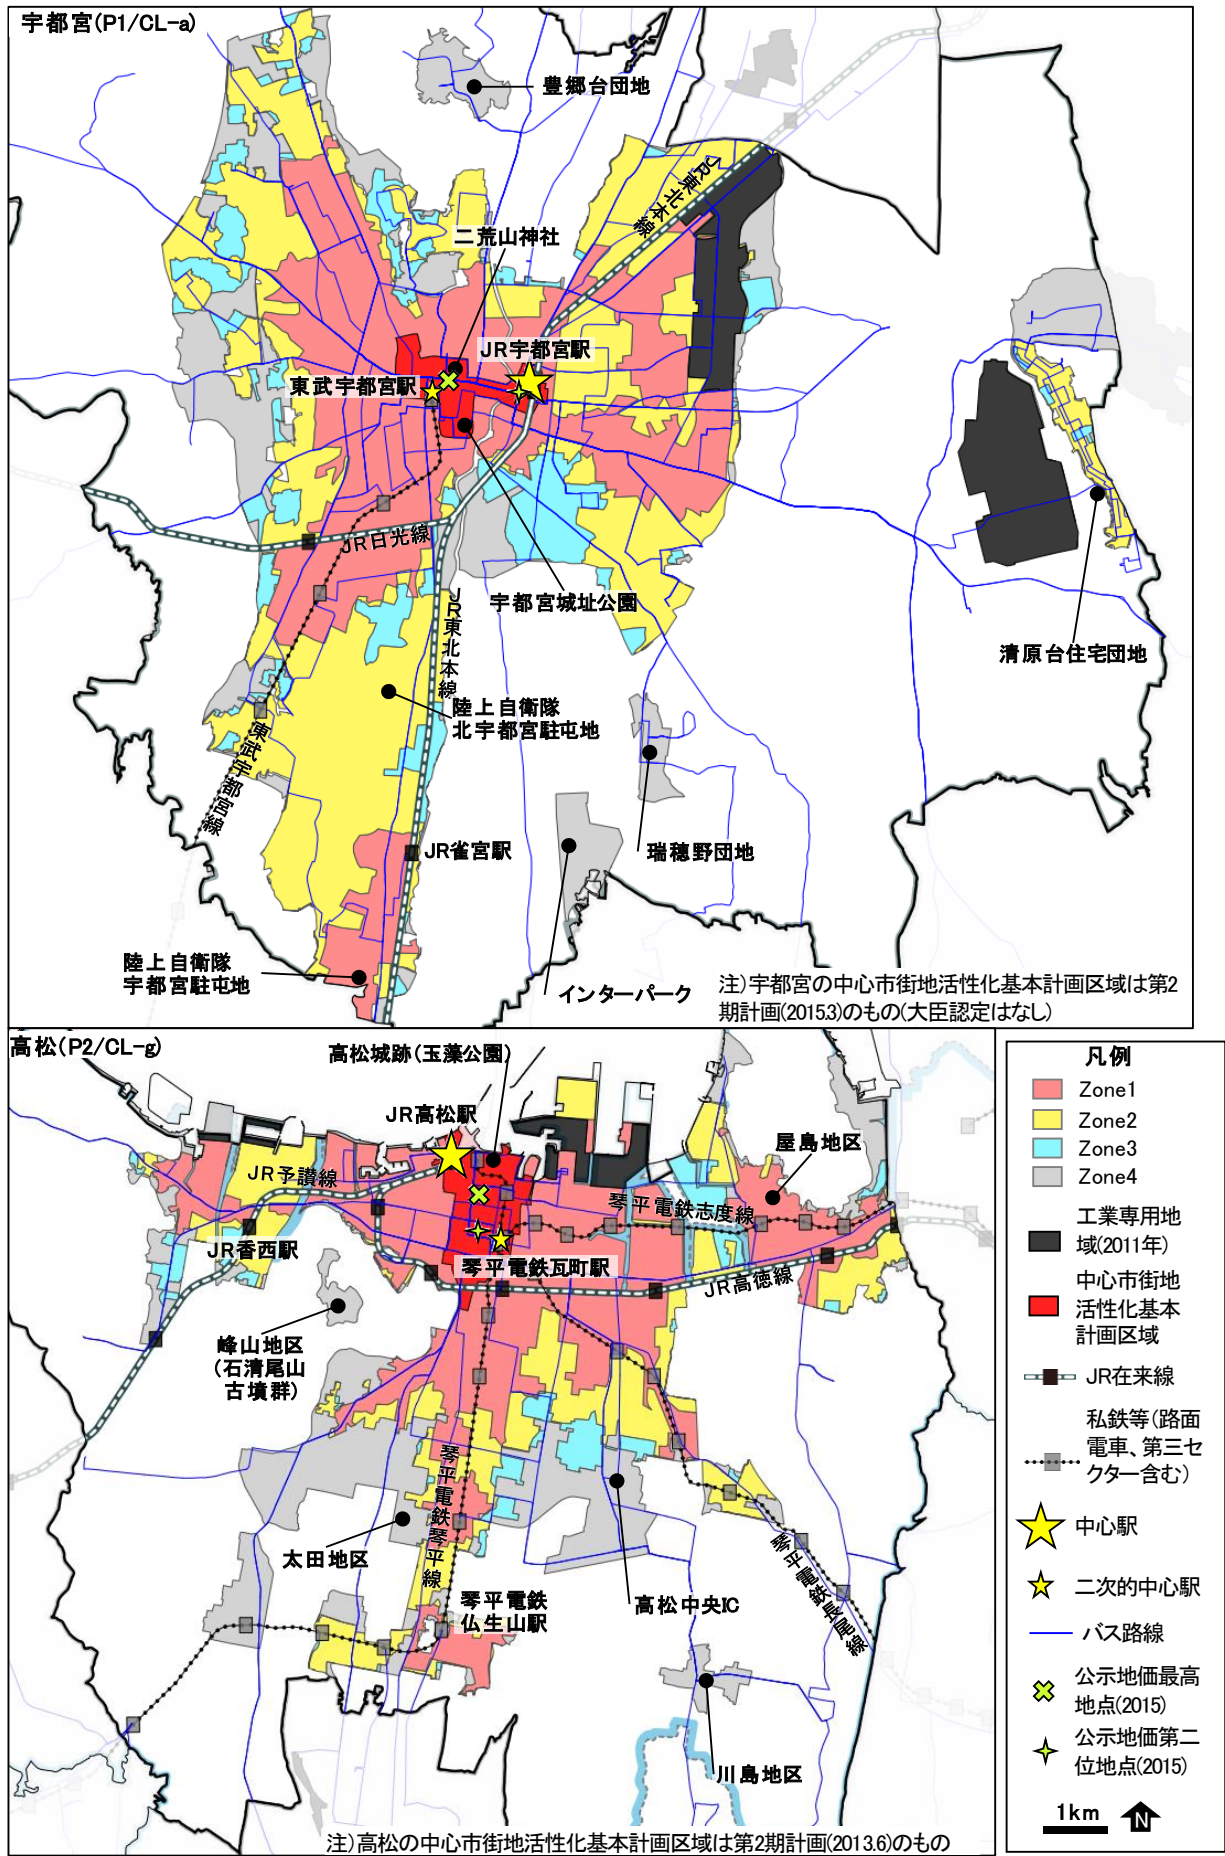 宇都宮(P1/CL-a)
豊郷台団地
JR東北本線
二荒山神社
JR宇都宮駅
東武宇都宮駅
JR日光線
宇都宮城址公園
JR東北本線
清原台住宅団地
陸上自衛隊
北宇都宮駐屯地
東武宇都宮線
JR雀宮駅
瑞穂野団地
陸上自衛隊
宇都宮駐屯地
インターパーク
注)宇都宮の中心市街地活性化基本計画区域は第2
期計画(2015.3)のもの(大臣認定はなし)
高松(P2/CL-g)
高松城跡(玉藻公園)
JR高松駅
屋島地区
JR予讃線
琴平電鉄志度線
JR香西駅
琴平電鉄瓦町駅
JR高徳線
峰山地区
(石清尾山
古墳群)
琴平電鉄琴平線
太田地区
琴平電鉄
仏生山駅
高松中央IC
琴平電鉄長尾線
川島地区
注)高松の中心市街地活性化基本計画区域は第2期計画(2013.6)のもの
凡例
Zone1
Zone2
Zone3
Zone4
工業専用地
域(2011年)
中心市街地
活性化基本
計画区域
JR在来線
私鉄等(路面
電車、第三セ
クター含む)
中心駅
二次的中心駅
バス路線
公示地価最高
地点(2015)
公示地価第二
位地点(2015)
1km
N